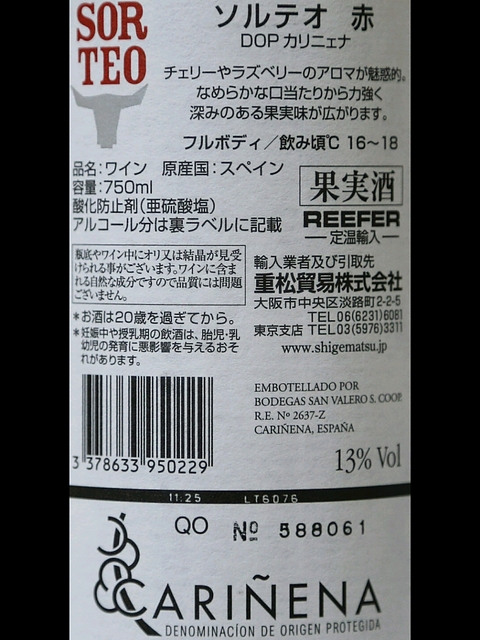 SOR
TEO
ソルテオ 赤
DOP カリニェナ
チェリーやラズベリーのアロマが魅惑的。
なめらかな口当たりから力強く
深みのある果実味が広がります。
フルボディ／飲み頃℃ 16～18
品名：ワイン 原産国：スペイン
容量：750ml
酸化防止剤（亜硫酸塩）
アルコール分は裏ラベルに記載
果実酒
REEFER
定温輸入
瓶底やワイン中にオリ又は結晶が見受
けられる事がございます。ワインに含ま
れる自然な成分ですので品質には問題
ございません。
輸入業者及び引取先
重松貿易株式会社
大阪市中央区淡路町2-2-5
TEL06(6231)6081
東京支店 TEL03(5976)3311
www.shigematsu.jp
＊お酒は20歳を過ぎてから。
＊妊娠中や授乳期の飲酒は、胎児・乳
幼児の発育に悪影響を与えるおそ
れがあります。
3 378633 950229
EMBOTELLADO POR
BODEGAS SAN VALERO S. COOP.
R.E. Nº 2637-Z
CARIÑENA, ESPAÑA
13% Vol
11.25 LT6076
QO Nº 588061
CARIÑENA
DENOMINACÍON DE ORIGEN PROTEGIDA